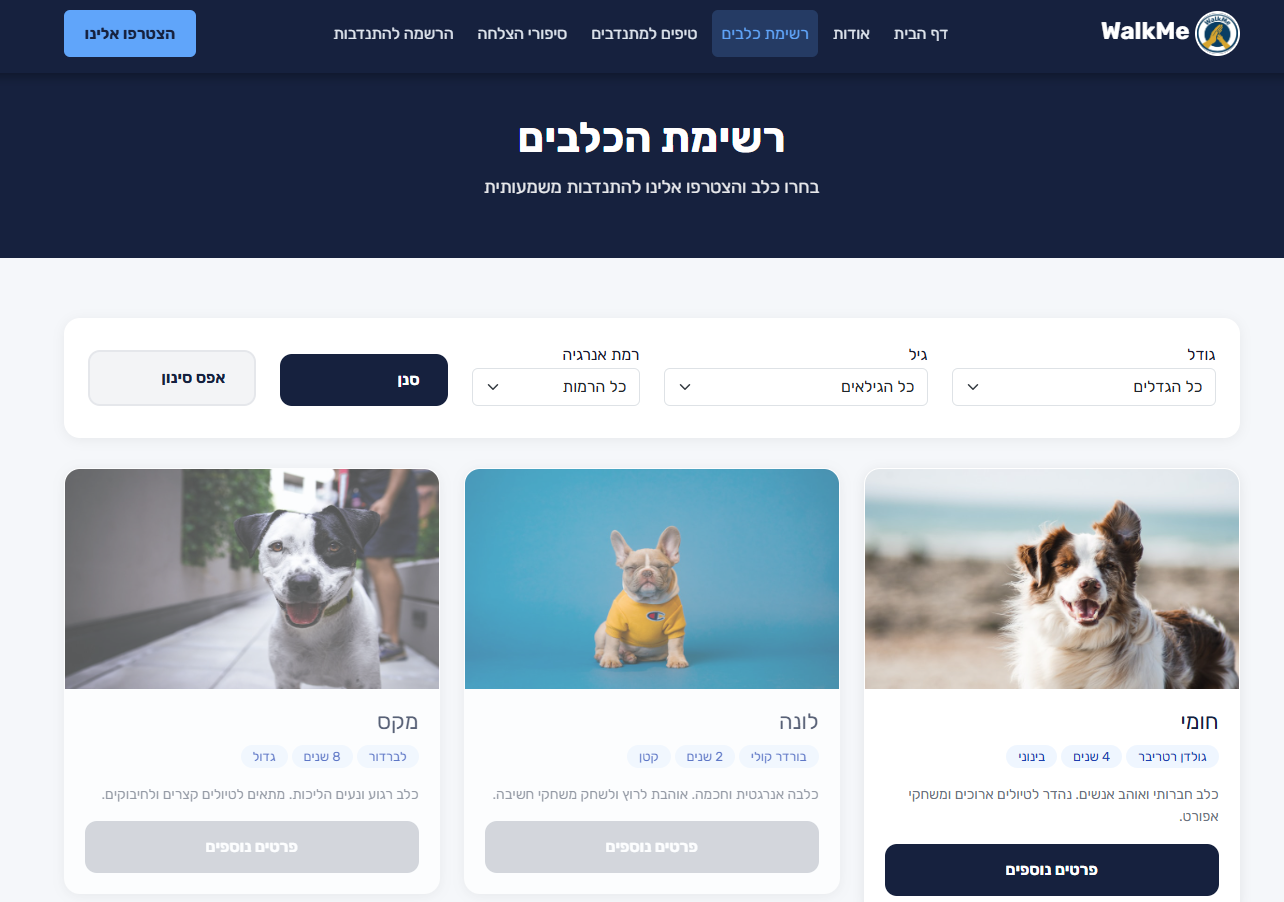 WalkMe
דף הבית
אודות
רשימת כלבים
טיפים למתנדבים
סיפורי הצלחה
הרשמה להתנדבות
הצטרפו אלינו
רשימת הכלבים
בחרו כלב והצטרפו אלינו להתנדבות משמעותית
גודל
כל הגדלים
גיל
כל הגילאים
רמת אנרגיה
כל הרמות
סנן
אפס סינון
חומי
גולדן רטריבר
4 שנים
בינוני
כלב חברותי ואוהב אנשים. נהדר לטיולים ארוכים ומשחקי
אפורט.
פרטים נוספים
לונה
בורדר קולי
2 שנים
קטן
כלבה אנרגטית וחכמה. אוהבת לרוץ ולשחק משחקי חשיבה.
פרטים נוספים
מקס
לברדור
8 שנים
גדול
כלב רגוע ונעים הליכות. מתאים לטיולים קצרים ולחיבוקים.
פרטים נוספים